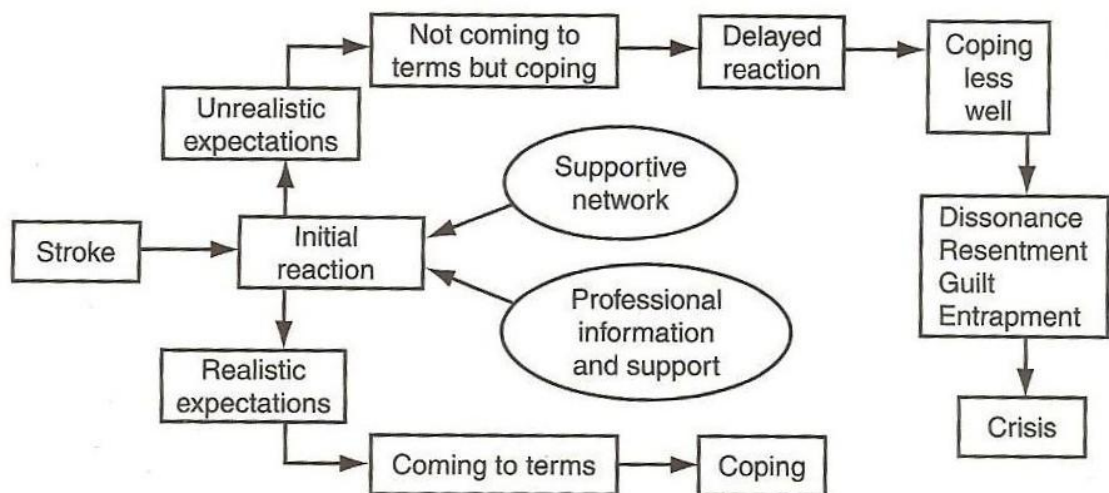 Not coming to
terms but coping
Delayed
reaction
Coping
less
well
Unrealistic
expectations
Supportive
network
Stroke
Initial
reaction
Dissonance
Resentment
Guilt
Entrapment
Professional
information
and support
Realistic
expectations
Crisis
Coming to terms
Coping